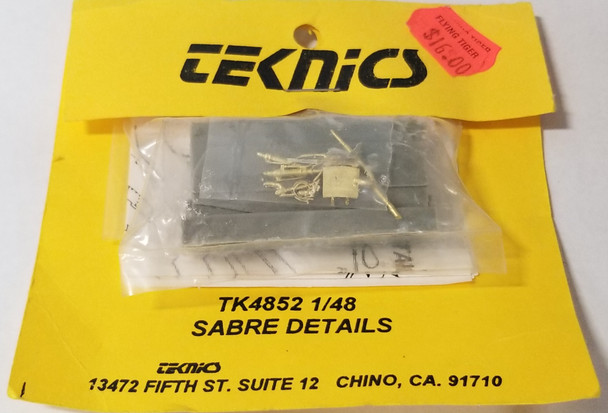 TEKNICS
FLYING TIGER
$16.00
TK4852 1/48
SABRE DETAILS
TEKNICS
13472 FIFTH ST. SUITE 12 CHINO, CA. 91710